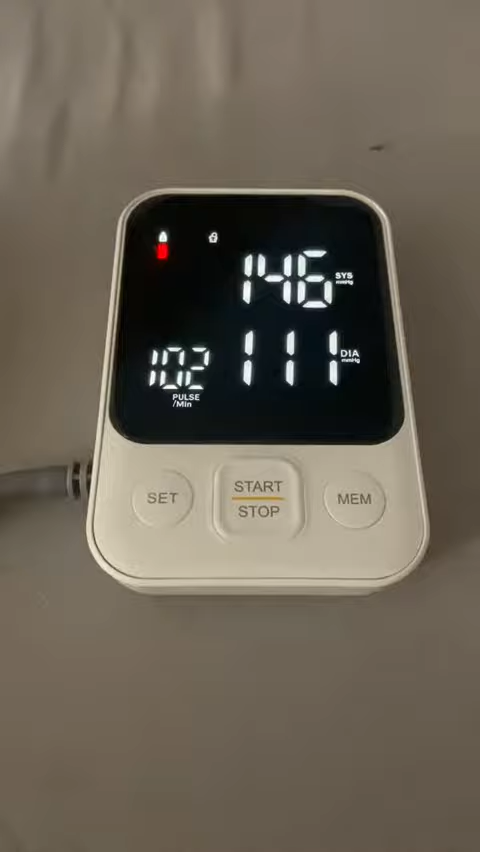 146 SYS
mmHg
111 DIA
mmHg
102
PULSE
/Min
SET
START
STOP
MEM